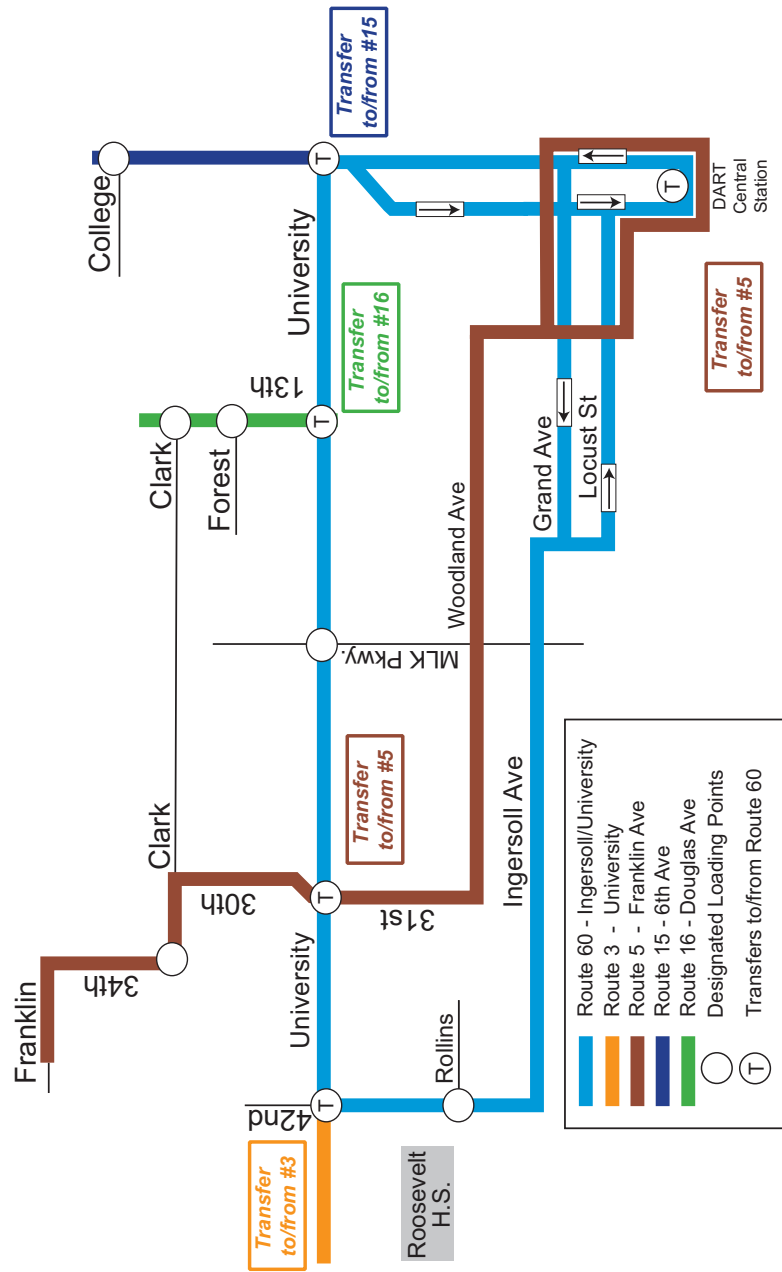 Franklin
34th
Clark
30th
Clark
Forest
13th
College
Transfer
to/from #3
42nd
University
Transfer
to/from #5
MLK Pkwy.
Transfer
to/from #16
University
Transfer
to/from #15
Roosevelt
H.S.
Rollins
31st
Ingersoll Ave
Woodland Ave
Grand Ave
Locust St
Transfer
to/from #5
DART
Central
Station
T
T
T
T
T
Route 60 - Ingersoll/University
Route 3 - University
Route 5 - Franklin Ave
Route 15 - 6th Ave
Route 16 - Douglas Ave
Designated Loading Points
T Transfers to/from Route 60